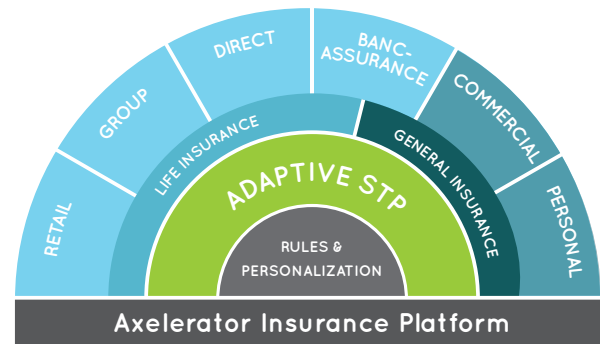 RETAIL
GROUP
DIRECT
BANC-
ASSURANCE
COMMERCIAL
PERSONAL
LIFE INSURANCE
GENERAL INSURANCE
ADAPTIVE STP
RULES &
PERSONALIZATION
Axelerator Insurance Platform